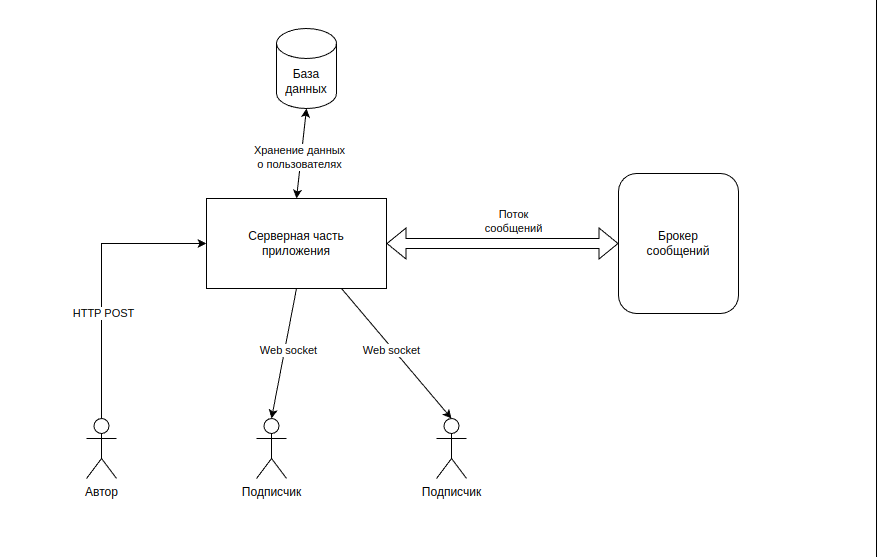 База
данных
Хранение данных
о пользователях
Серверная часть
приложения
Поток
сообщений
Брокер
сообщений
HTTP POST
Web socket
Web socket
Автор
Подписчик
Подписчик